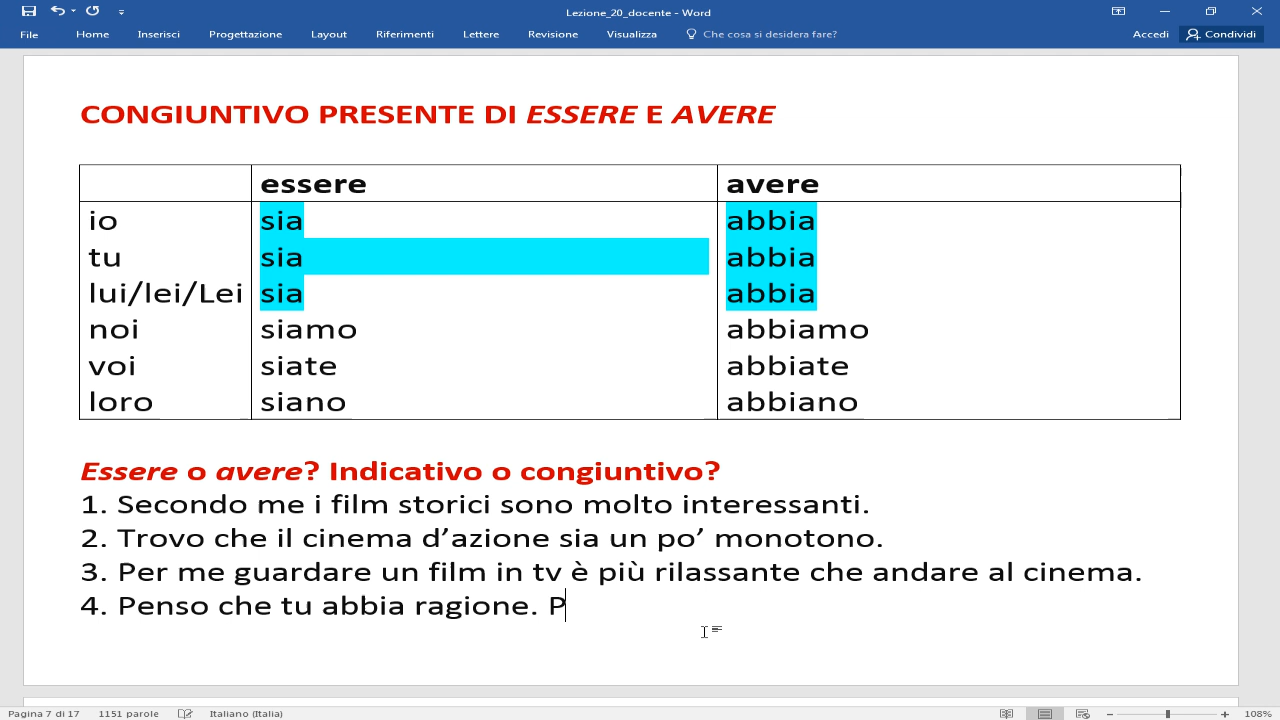 Lezione_20_docente - Word
File Home Inserisci Progettazione Layout Riferimenti Lettere Revisione Visualizza Che cosa si desidera fare? Accedi Condividi
CONGIUNTIVO PRESENTE DI ESSERE E AVERE
essere avere
io sia abbia
tu sia abbia
lui/lei/Lei sia abbia
noi siamo abbiamo
voi siate abbiate
loro siano abbiano
Essere o avere? Indicativo o congiuntivo?
1. Secondo me i film storici sono molto interessanti.
2. Trovo che il cinema d’azione sia un po’ monotono.
3. Per me guardare un film in tv è più rilassante che andare al cinema.
4. Penso che tu abbia ragione. P
Pagina 7 di 17 1151 parole Italiano (Italia) 108%